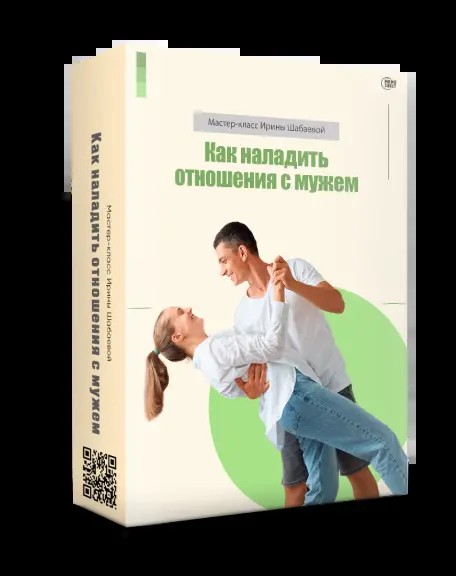 Мастер-класс Ирины Шабаевой
Как наладить
отношения с мужем
Как наладить отношения с мужем
Мастер-класс Ирины Шабаевой